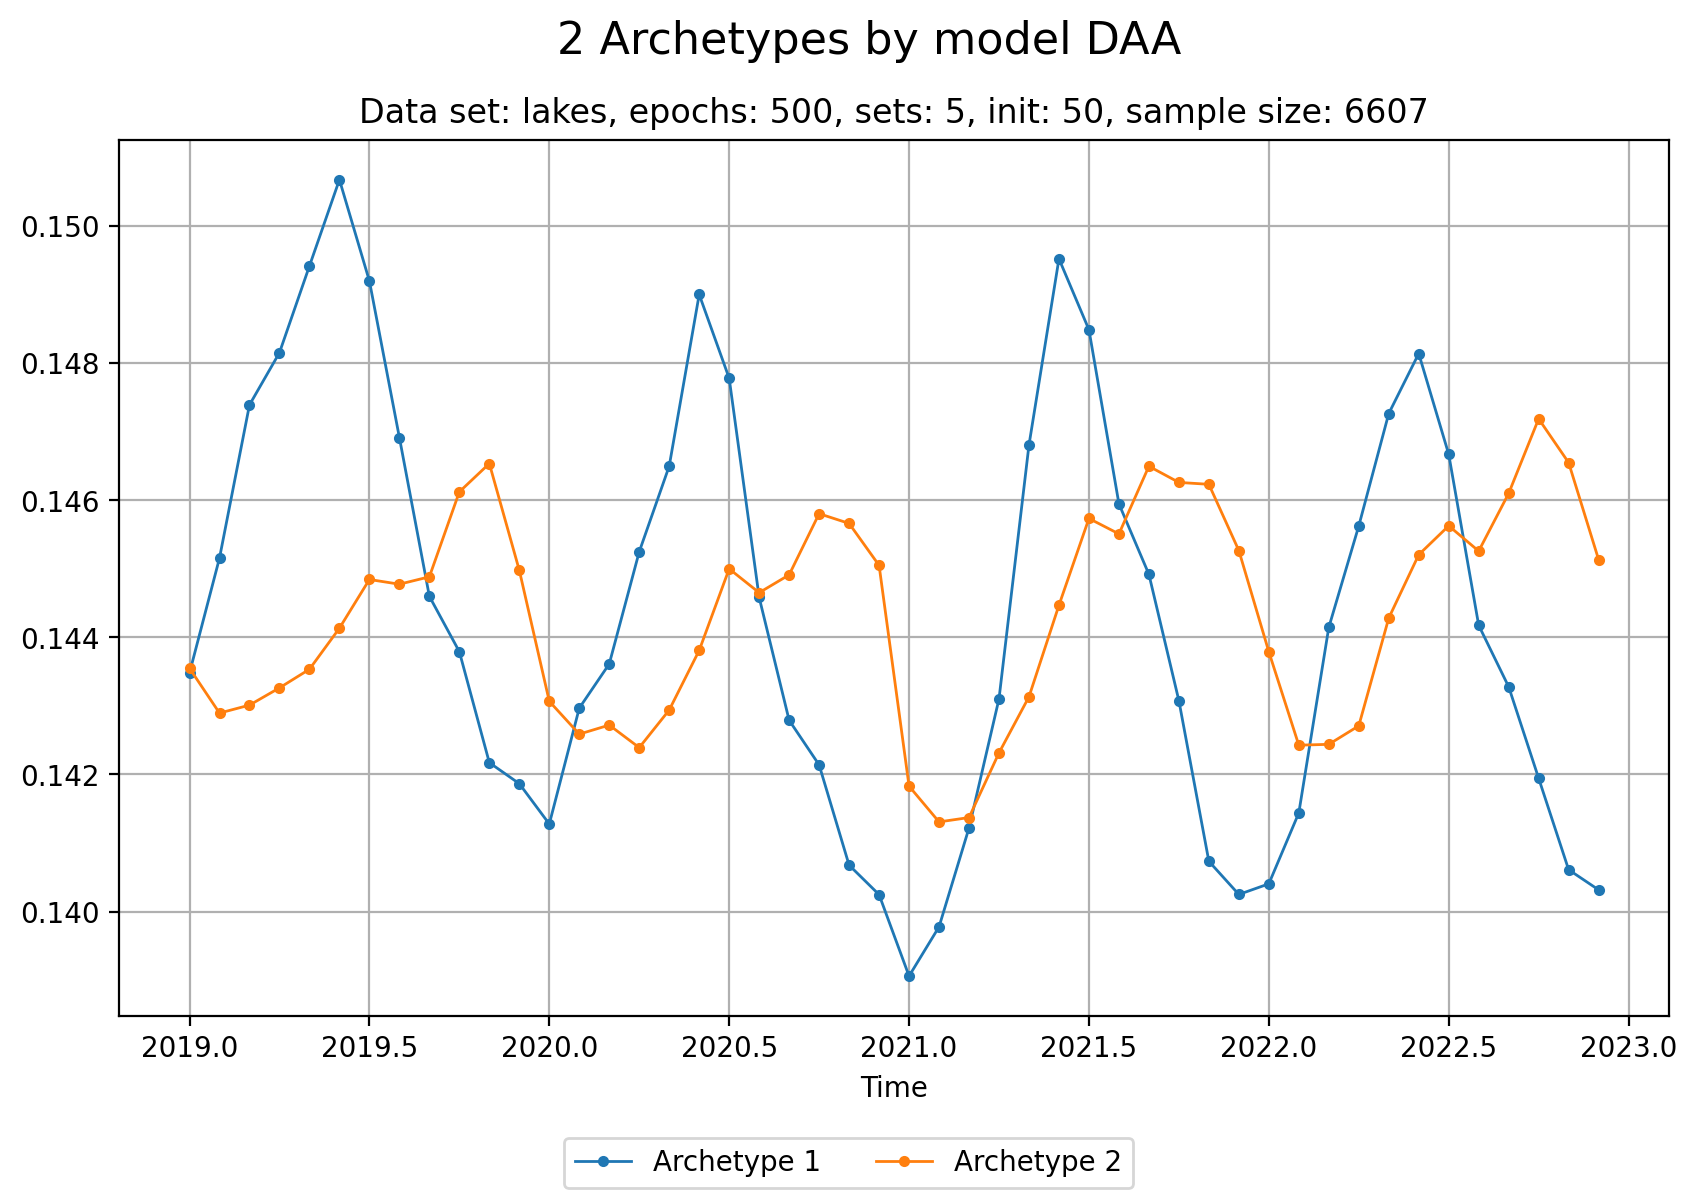 2 Archetypes by model DAA
Data set: lakes, epochs: 500, sets: 5, init: 50, sample size: 6607
0.150
0.148
0.146
0.144
0.142
0.140
2019.0 2019.5 2020.0 2020.5 2021.0 2021.5 2022.0 2022.5 2023.0
Time
Archetype 1 Archetype 2